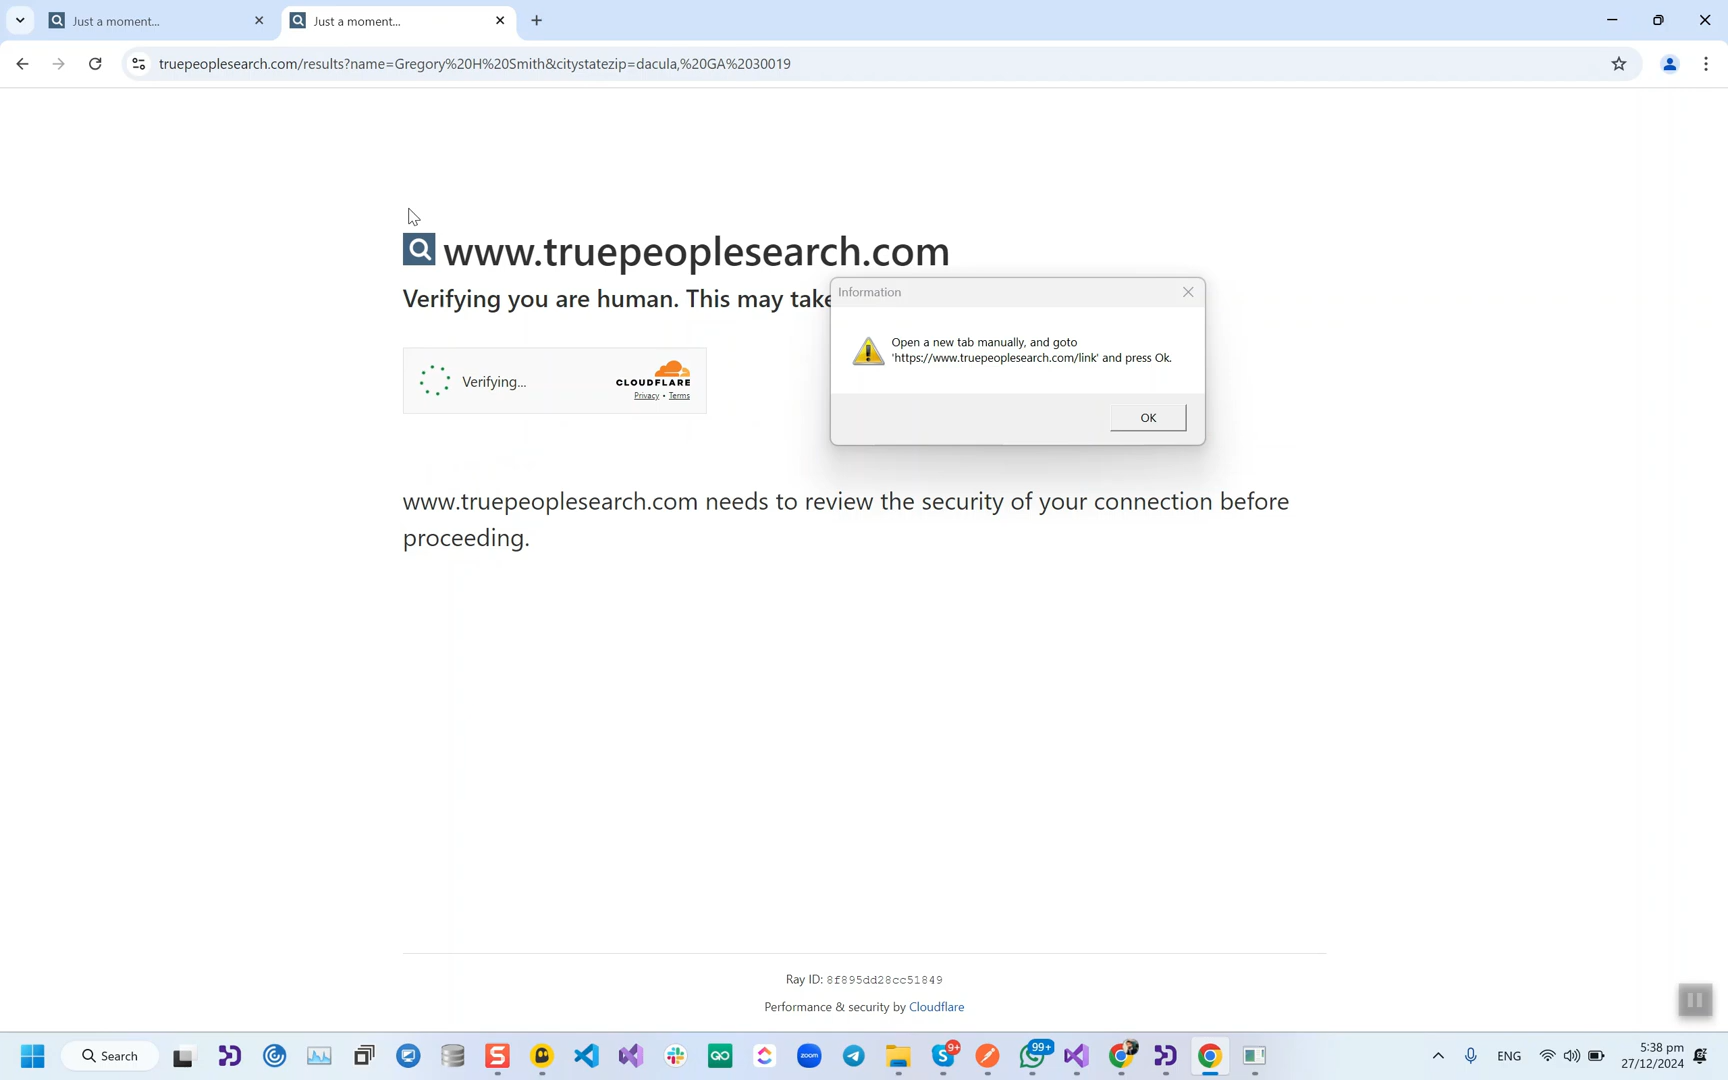 Just a moment...
Just a moment...
truepeoplesearch.com/results?name=Gregory%20H%20Smith&citystatezip=dacula,%20GA%2030019
www.truepeoplesearch.com
Verifying you are human. This may take
Information
Open a new tab manually, and goto
'https://www.truepeoplesearch.com/link' and press Ok.
OK
Verifying...
CLOUDFLARE
Privacy • Terms
www.truepeoplesearch.com needs to review the security of your connection before
proceeding.
Ray ID: 8f895dd28cc51849
Performance & security by Cloudflare
Search
zoom
9+
99+
ENG
5:38 pm
27/12/2024